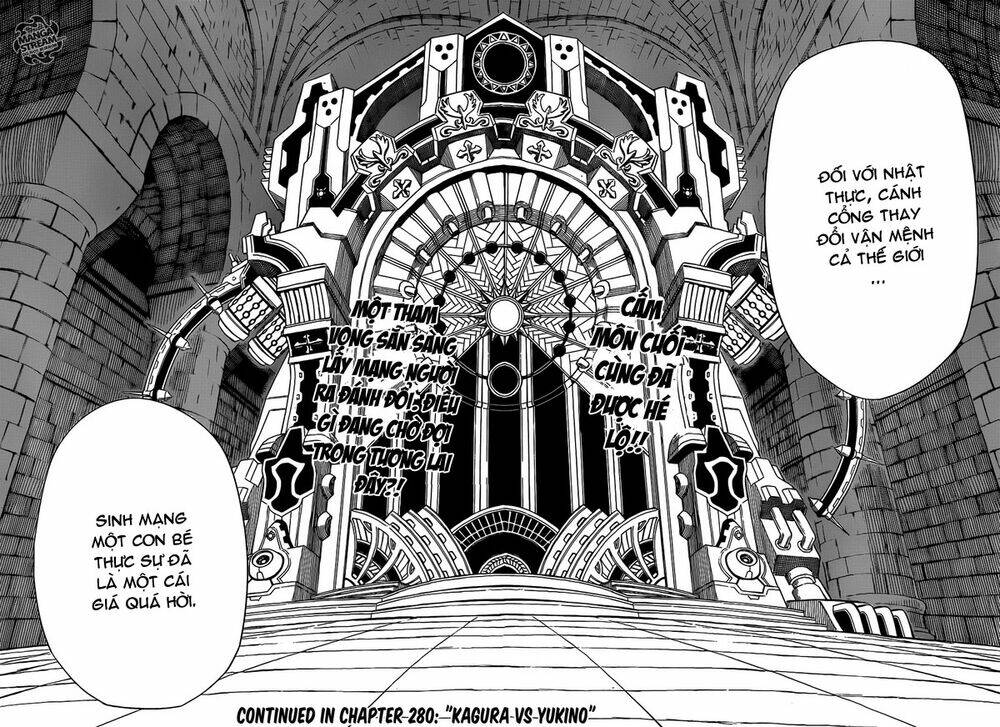 MANGA
STREAM
ĐỐI VỚI NHẬT
THỰC, CÁNH
CỔNG THAY
ĐỔI VẬN MỆNH
CẢ THẾ GIỚI
...
CẤM
MÔN CUỐI
CÙNG ĐÃ
ĐƯỢC HÉ
LỘ!!
MỘT THAM
VỌNG SẴN SÀNG
LẤY MẠNG NGƯỜI
RA ĐÁNH ĐỔI. ĐIỀU
GÌ ĐANG CHỜ ĐỢI
TRONG TƯƠNG LAI
ĐÂY?!
SINH MẠNG
MỘT CON BÉ
THỰC SỰ ĐÃ
LÀ MỘT CÁI
GIÁ QUÁ HỜI.
CONTINUED IN CHAPTER 280: "KAGURA VS YUKINO"